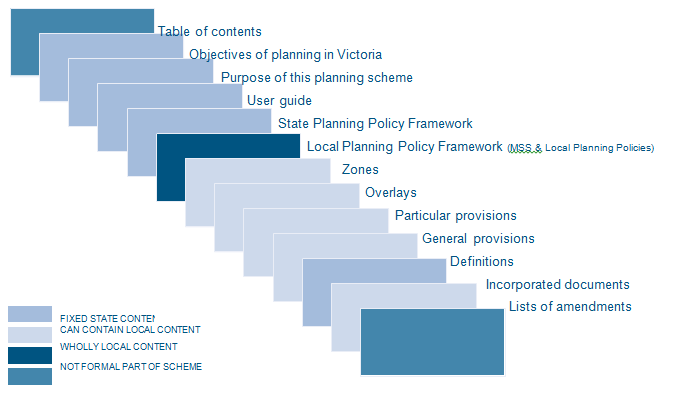 Table of contents
Objectives of planning in Victoria
Purpose of this planning scheme
User guide
State Planning Policy Framework
Local Planning Policy Framework (MSS & Local Planning Policies)
Zones
Overlays
Particular provisions
General provisions
Definitions
Incorporated documents
Lists of amendments
FIXED STATE CONTEN
CAN CONTAIN LOCAL CONTENT
WHOLLY LOCAL CONTENT
NOT FORMAL PART OF SCHEME